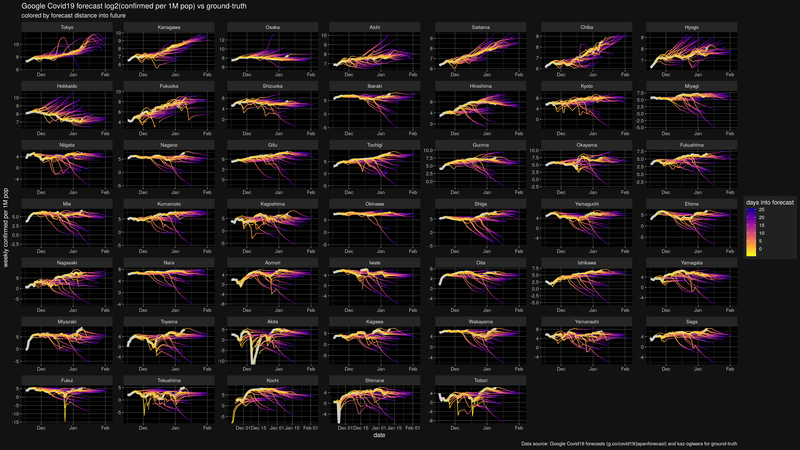 Google Covid19 forecast log2(confirmed per 1M pop) vs ground-truth
colored by forecast distance into future
Tokyo Kanagawa Osaka Aichi Saitama Chiba Hyogo
Hokkaido Fukuoka Shizuoka Ibaraki Hiroshima Kyoto Miyagi
Niigata Nagano Gifu Tochigi Gunma Okayama Fukushima
Mie Kumamoto Kagoshima Okinawa Shiga Yamaguchi Ehime
Nagasaki Nara Aomori Iwate Oita Ishikawa Yamagata
Miyazaki Toyama Akita Kagawa Wakayama Yamanashi Saga
Fukui Tokushima Kochi Shimane Tottori
Dec Jan Feb
Dec 01 Dec 15 Jan 01 Jan 15 Feb 01
weekly confirmed per 1M pop
date
days into forecast
25
20
15
10
5
0
Data source: Google Covid19 forecasts (g.co/covid19/japanforecast) and kaz-ogiwara for ground-truth